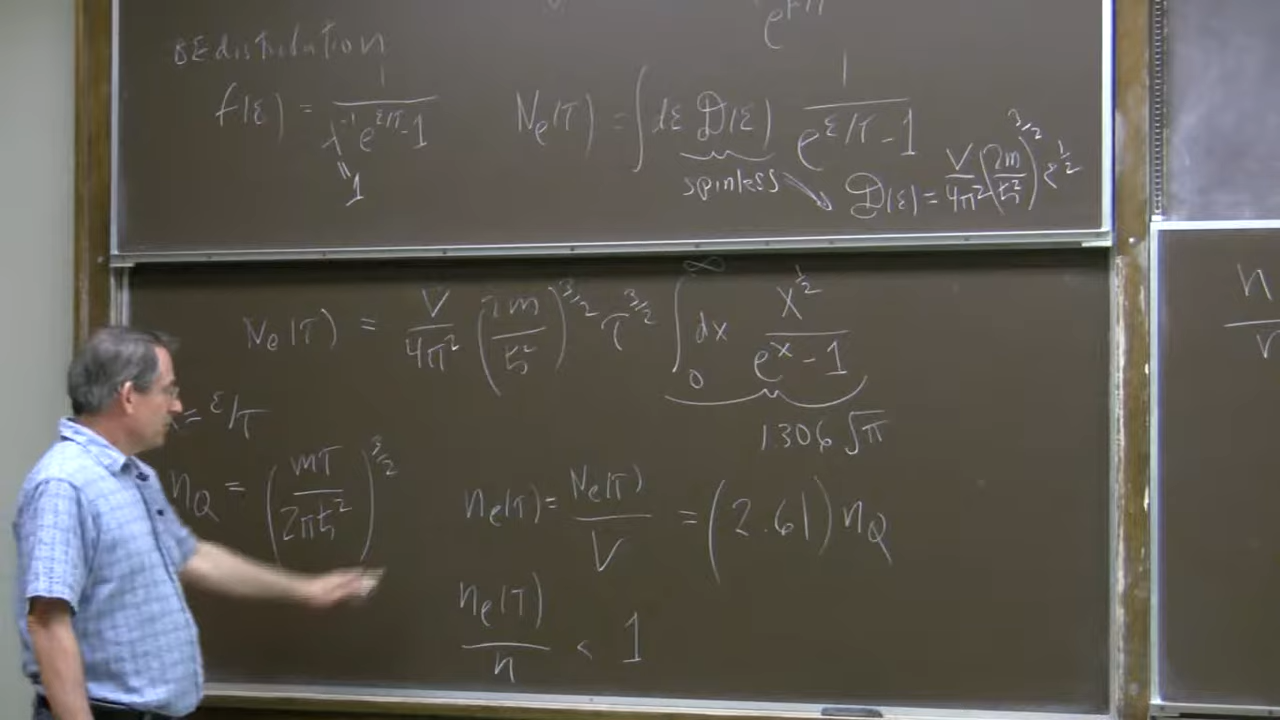 e^
BE distribution
f(ε) = 1 / (λ^{-1} e^{ε/τ} - 1)
" 1
N_e(τ) = ∫ dε D(ε) 1 / (e^{ε/τ} - 1)
spinless
D(ε) = V/4π² (2m/ħ²)^{3/2} ε^{1/2}
N_e(τ) = V/4π² (2m/ħ²)^{3/2} τ^{3/2} ∫_0^∞ dx x^{1/2} / (e^x - 1)
1.306 √π
x = ε/τ
n_Q = (mτ / 2πħ²)^{3/2}
n_e(τ) = N_e(τ) / V = (2.61) n_Q
n_e(τ) / n < 1
n